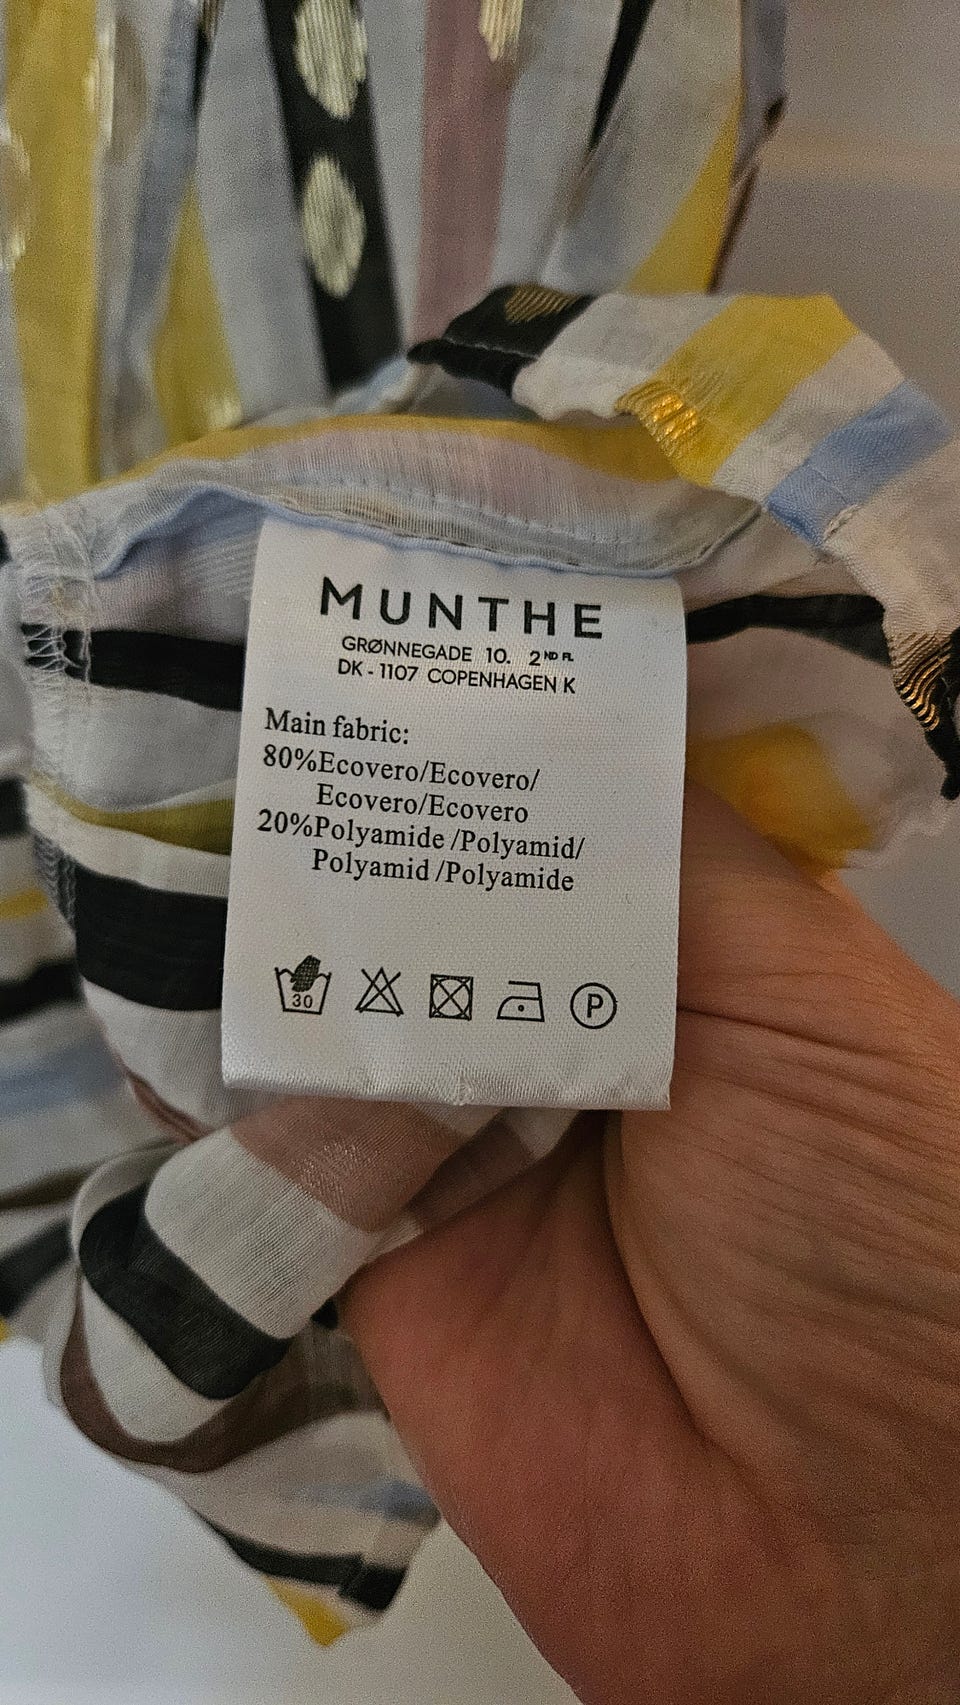 MUNTHE
GRØNNEGADE 10. 2ND FL
DK - 1107 COPENHAGEN K
Main fabric:
80%Ecovero/Ecovero/
Ecovero/Ecovero
20%Polyamide /Polyamid/
Polyamid /Polyamide
30
P